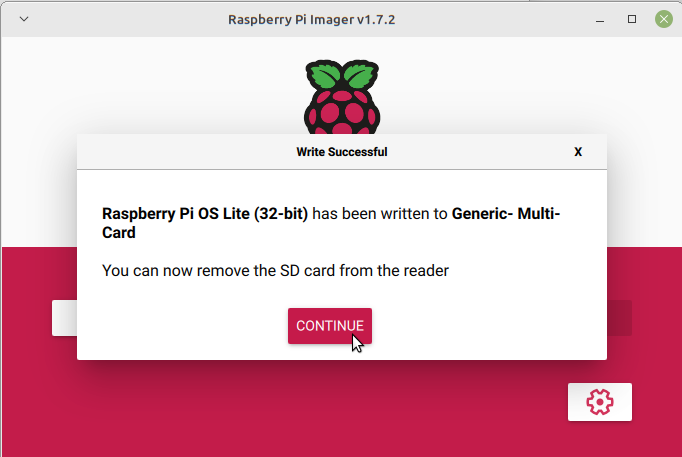 Raspberry Pi Imager v1.7.2
Write Successful
X
Raspberry Pi OS Lite (32-bit) has been written to Generic- Multi-
Card
You can now remove the SD card from the reader
CONTINUE